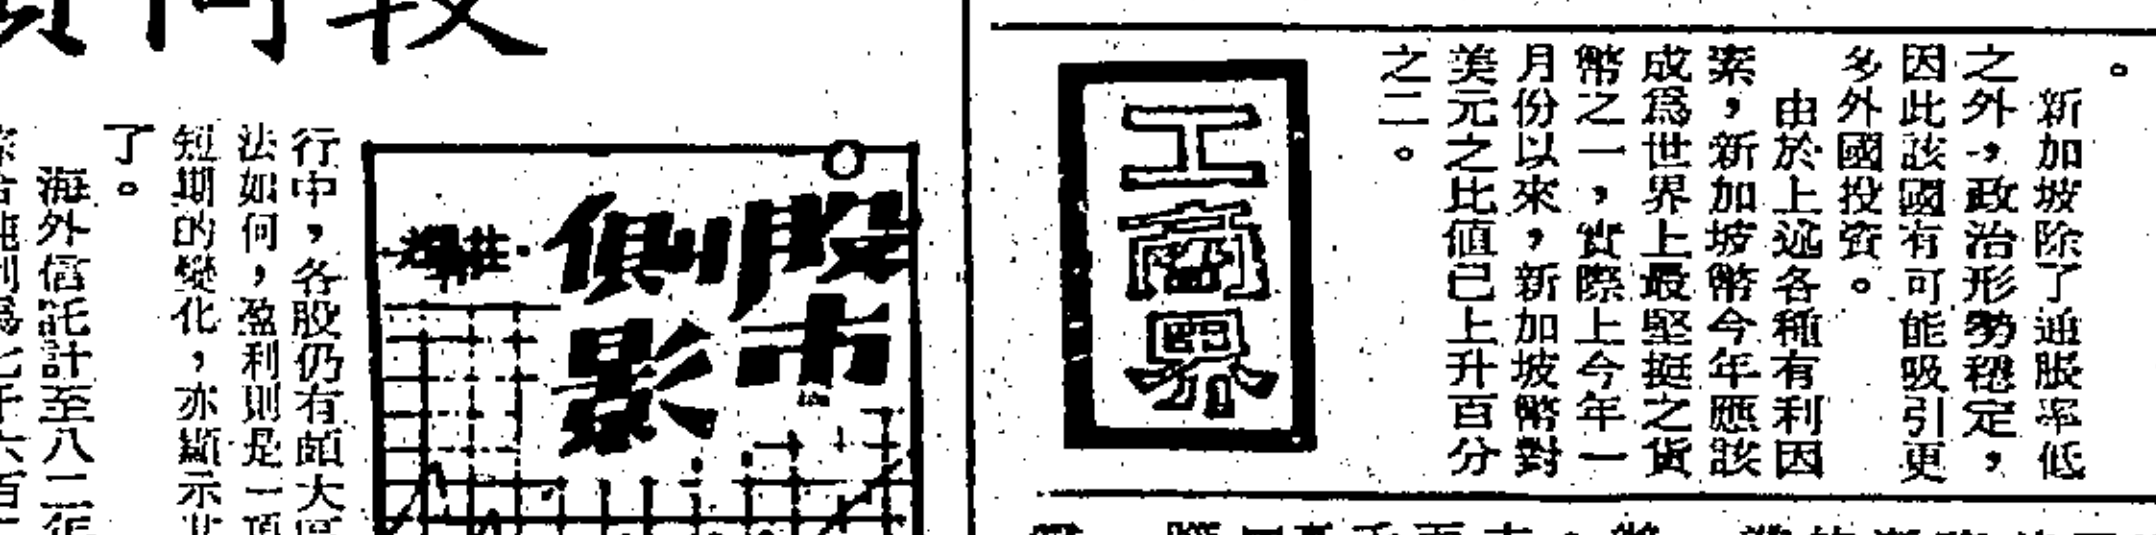 。
新加坡除了通脹率低
之外，政治形勢穩定，
因此該國有可能吸引更
多外國投資。
由於上述各種有利因
素，新加坡幣今年應該
成為世界上最堅挺之貨
幣之一，實際上今年一
月份以來，新加坡幣對
美元之比值已上升百分
之二。
工商界
股市
側影
行中，各股仍有頗大
法如何，盈利則是一項
短期的變化，亦顯示
了。
海外信託計至八二年